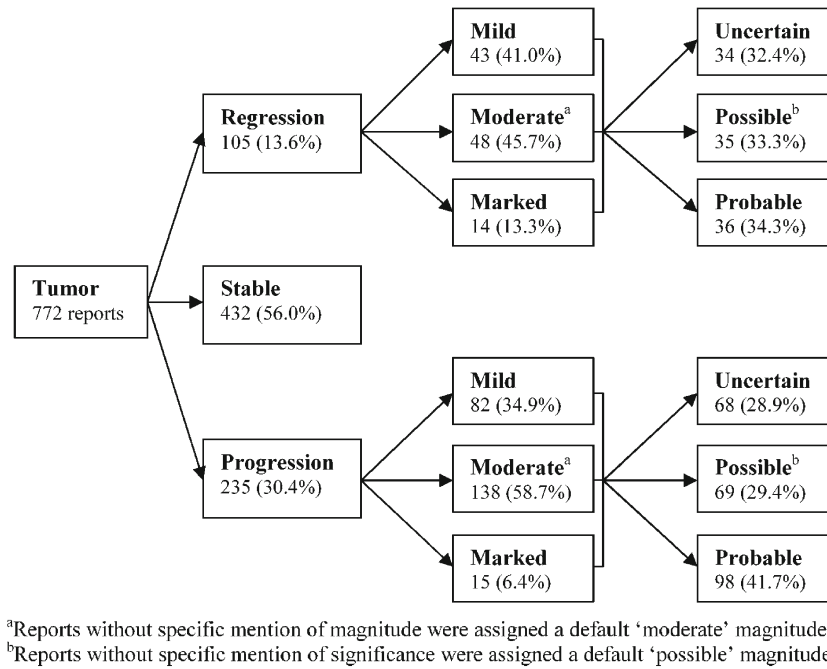 Mild
43 (41.0%)
Uncertain
34 (32.4%)
Regression
105 (13.6%)
Moderateᵃ
48 (45.7%)
Possibleᵇ
35 (33.3%)
Marked
14 (13.3%)
Probable
36 (34.3%)
Tumor
772 reports
Stable
432 (56.0%)
Mild
82 (34.9%)
Uncertain
68 (28.9%)
Progression
235 (30.4%)
Moderateᵃ
138 (58.7%)
Possibleᵇ
69 (29.4%)
Marked
15 (6.4%)
Probable
98 (41.7%)
ᵃReports without specific mention of magnitude were assigned a default ‘moderate’ magnitude
ᵇReports without specific mention of significance were assigned a default ‘possible’ magnitude